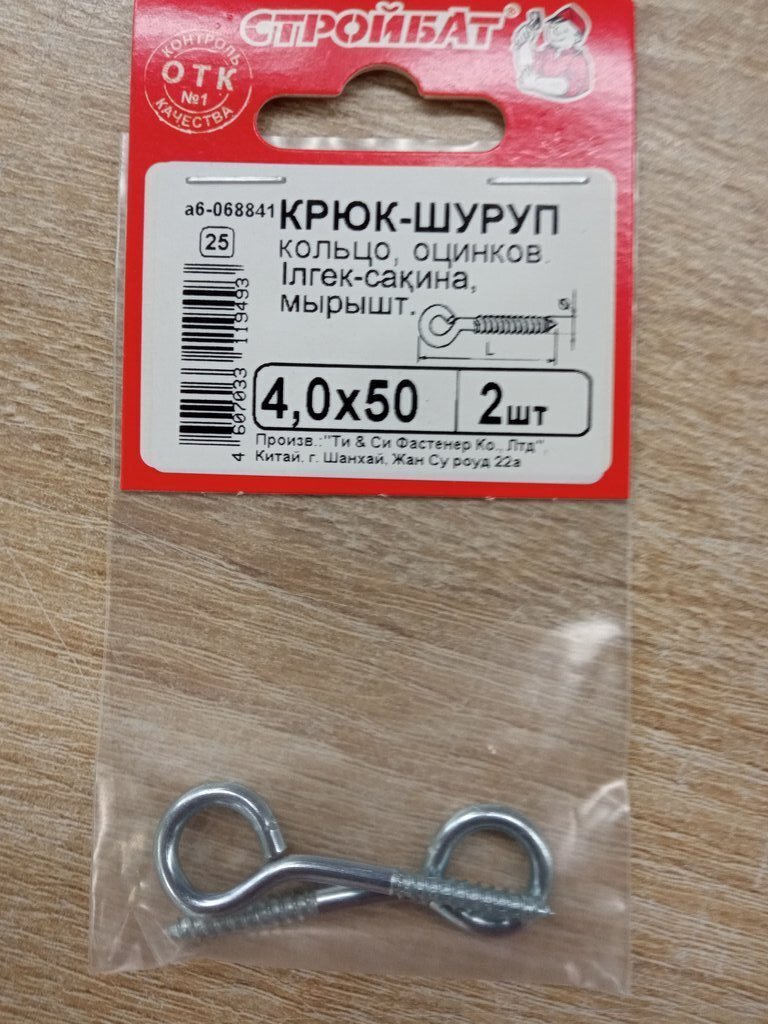 СТРОЙБАТ®
КОНТРОЛЬ
ОТК
№1
КАЧЕСТВА
а6-068841
КРЮК-ШУРУП
25
кольцо, оцинков.
Ілгек-сақина,
мырышт.
L
4,0x50
2шт
4 607033 119493
Произв.:"Ти & Си Фастенер Ко., Лтд",
Китай. г. Шанхай, Жан Су роуд 22а